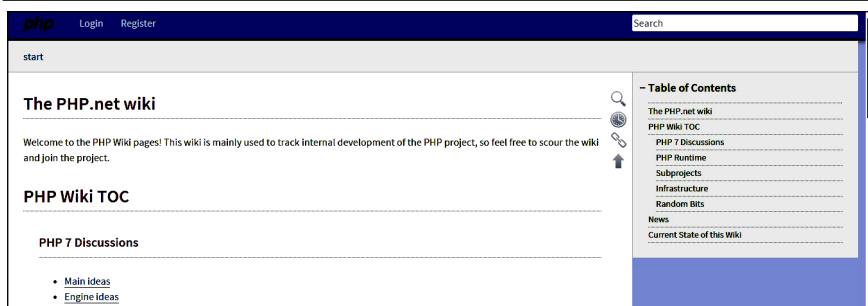 php Login Register Search
start
The PHP.net wiki
Welcome to the PHP Wiki pages! This wiki is mainly used to track internal development of the PHP project, so feel free to scour the wiki
and join the project.
PHP Wiki TOC
PHP 7 Discussions
• Main ideas
• Engine ideas
− Table of Contents
The PHP.net wiki
PHP Wiki TOC
PHP 7 Discussions
PHP Runtime
Subprojects
Infrastructure
Random Bits
News
Current State of this Wiki